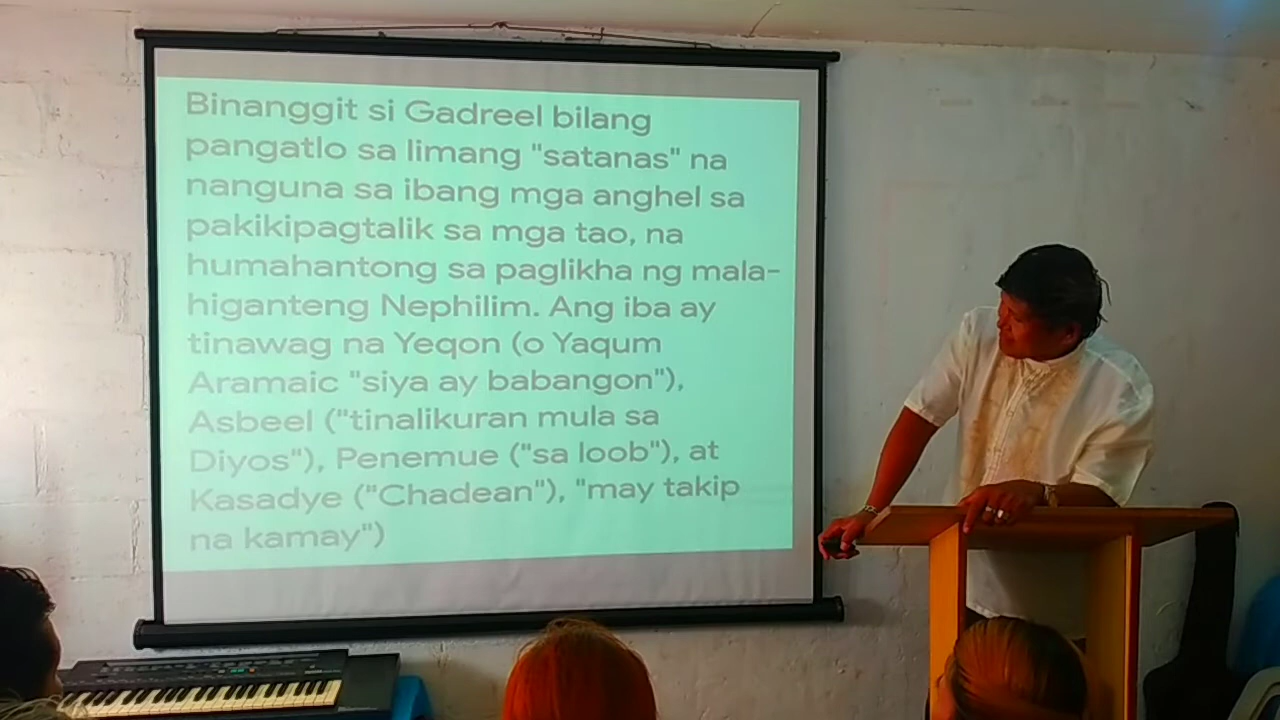 Binanggit si Gadreel bilang
pangatlo sa limang "satanas" na
nanguna sa ibang mga anghel sa
pakikipagtalik sa mga tao, na
humahantong sa paglikha ng mala-
higanteng Nephilim. Ang iba ay
tinawag na Yeqon (o Yaqum
Aramaic "siya ay babangon"),
Asbeel ("tinalikuran mula sa
Diyos"), Penemue ("sa loob"), at
Kasadye ("Chadean"), "may takip
na kamay")